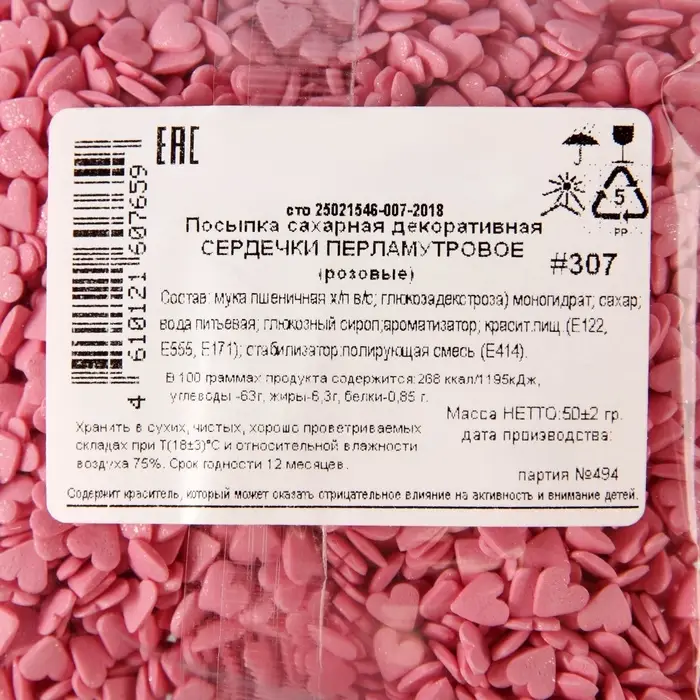 ЕАС
4 610121 607659
5
PP
сто 25021546-007-2018
Посыпка сахарная декоративная
СЕРДЕЧКИ ПЕРЛАМУТРОВОЕ
(розовые)
#307
Состав: мука пшеничная х/п в/с; глюкоза(декстроза) моногидрат; сахар;
вода питьевая; глюкозный сироп;ароматизатор; красит.пищ.(Е122,
Е555, Е171); стабилизатор:полирующая смесь (Е414).
В 100 граммах продукта содержится:268 ккал/1195кДж,
углеводы -63г, жиры-6,3г, белки-0,85 г.
Масса НЕТТО:50±2 гр.
дата производства:
Хранить в сухих, чистых, хорошо проветриваемых
складах при Т(18±3)°С и относительной влажности
воздуха 75%. Срок годности 12 месяцев.
партия №494
Содержит краситель, который может оказать отрицательное влияние на активность и внимание детей.